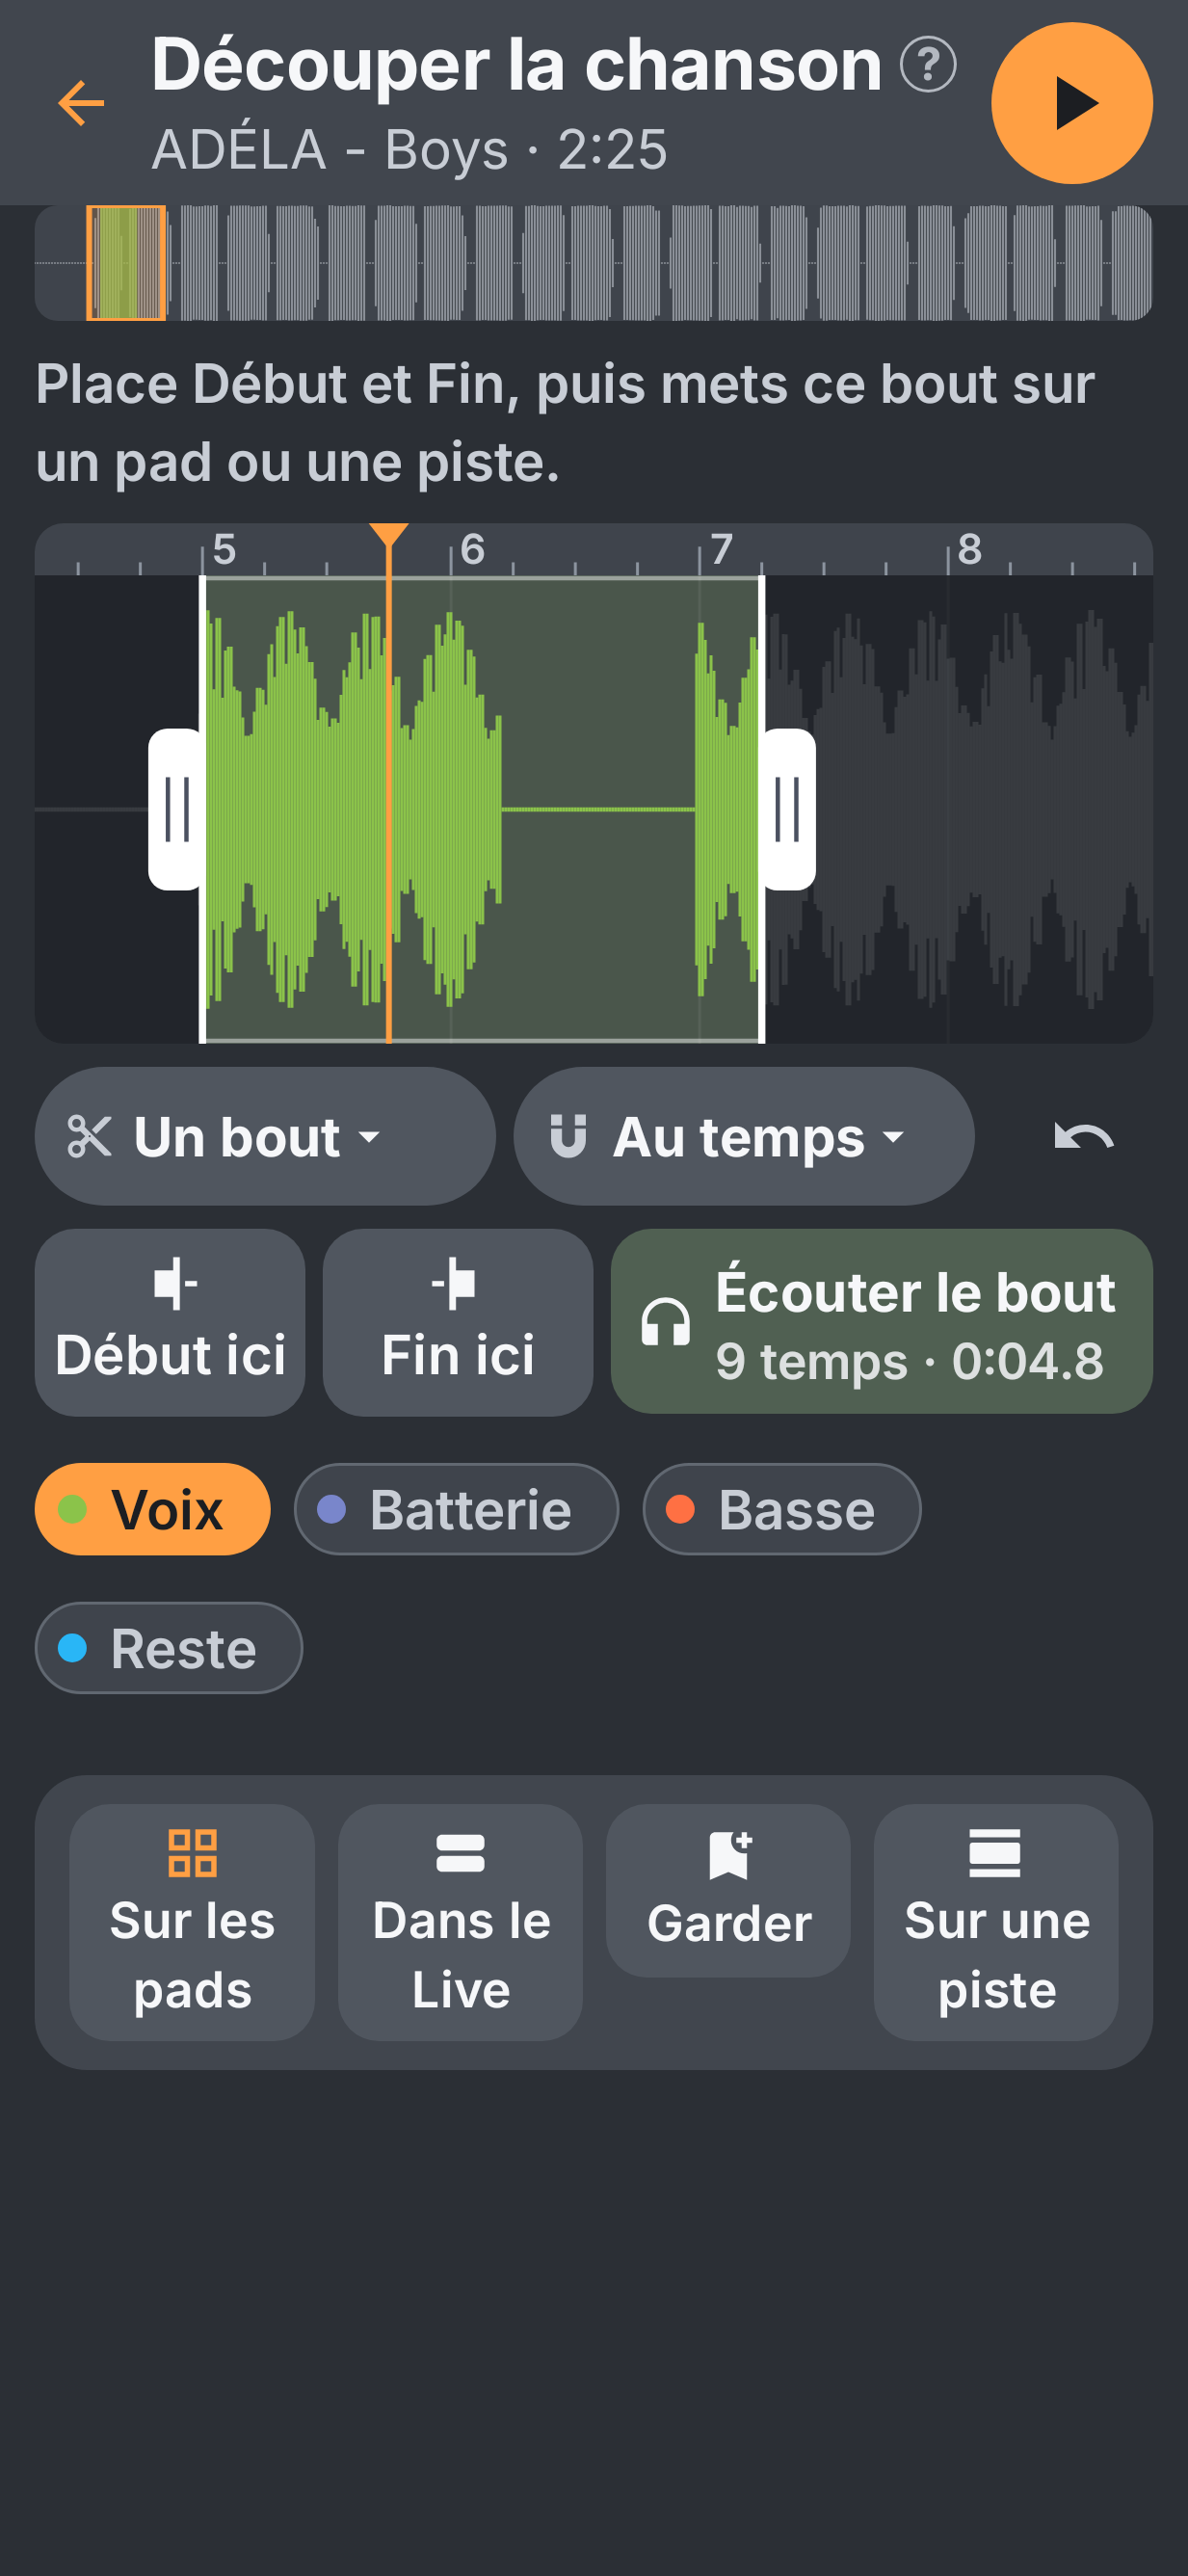 Découper la chanson ?
ADÉLA - Boys · 2:25
Place Début et Fin, puis mets ce bout sur
un pad ou une piste.
5 6 7 8
Un bout
Au temps
Début ici
Fin ici
Écouter le bout
9 temps · 0:04.8
Voix
Batterie
Basse
Reste
Sur les
pads
Dans le
Live
Garder
Sur une
piste